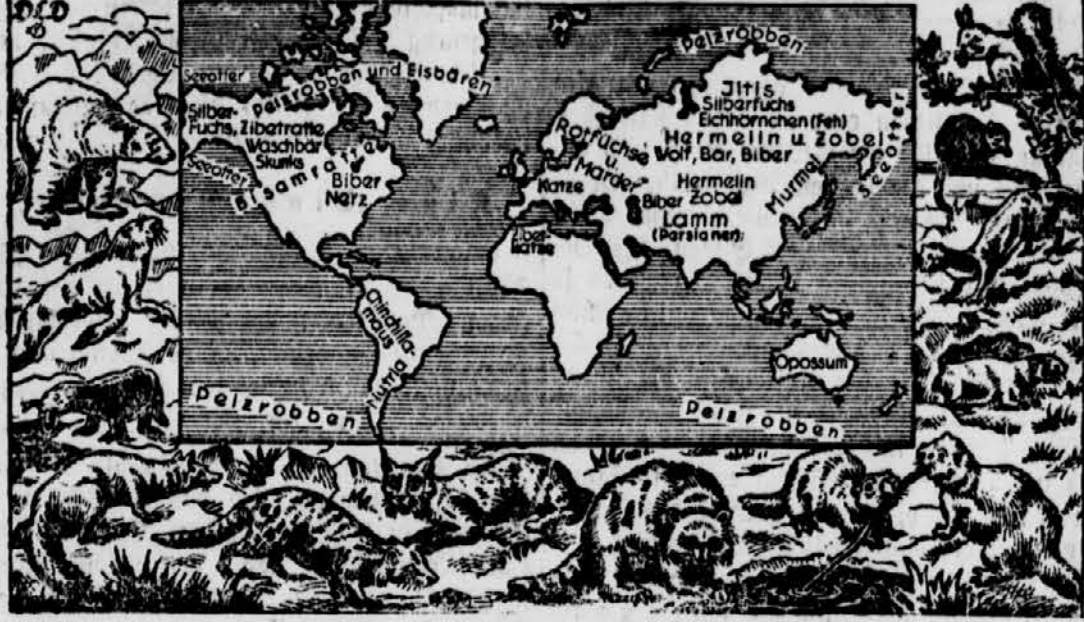 DLD
Seeotter
Pelzrobben und Eisbären
Silber-
Fuchs, Zibetratte
Waschbär
Skunks
Seeotter
Bisamratte
Biber
Nerz
Pelzrobben
Jltis
Silberfuchs
Eichhörnchen (Feh)
Hermelin u. Zobel
Wolf, Bär, Biber
Seeotter
Rotfüchse
u.
Marder
Katze
Hermelin
Zobel
Murmel
Biber
Lamm
(Persianer)
Zibet-
katze
Chinchilla-
maus
Nutria
Opossum
Pelzrobben
Pelzrobben